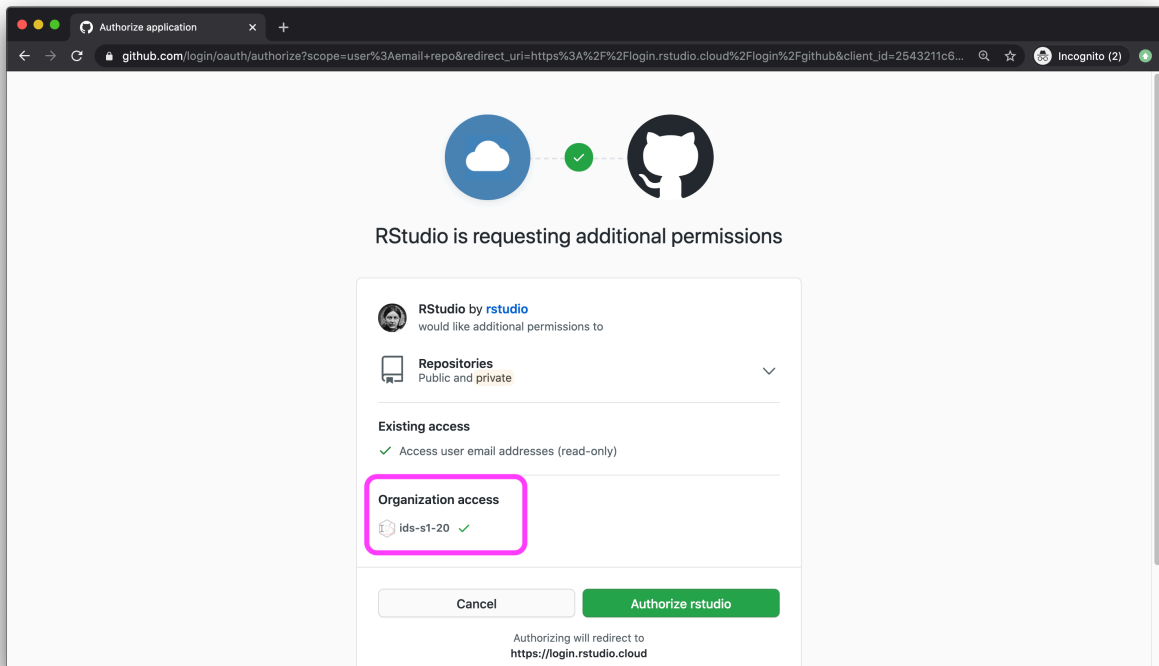 Authorize application
github.com/login/oauth/authorize?scope=user%3Aemail+repo&redirect_uri=https%3A%2F%2Flogin.rstudio.cloud%2Flogin%2Fgithub&client_id=2543211c6...
Incognito (2)
RStudio is requesting additional permissions
RStudio by rstudio
would like additional permissions to
Repositories
Public and private
Existing access
Access user email addresses (read-only)
Organization access
ids-s1-20
Cancel
Authorize rstudio
Authorizing will redirect to
https://login.rstudio.cloud